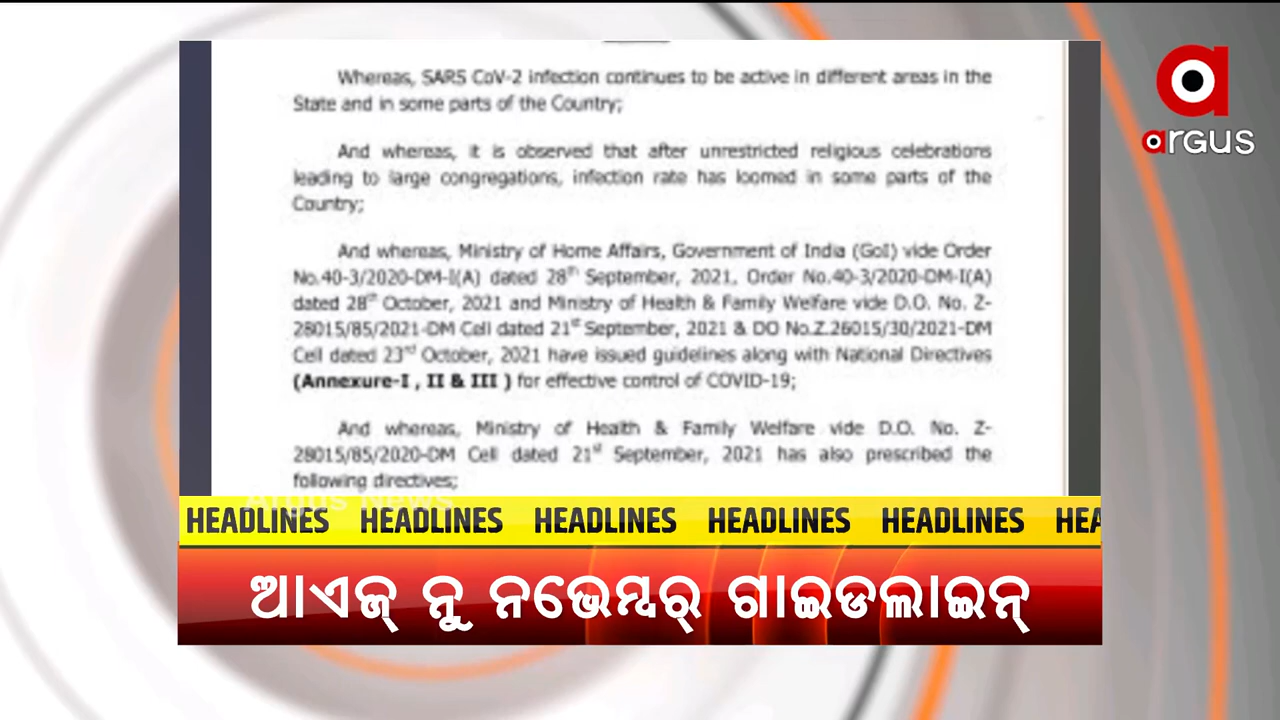 Whereas, SARS CoV-2 infection continues to be active in different areas in the
State and in some parts of the Country;
And whereas, it is observed that after unrestricted religious celebrations
leading to large congregations, infection rate has loomed in some parts of the
Country;
And whereas, Ministry of Home Affairs, Government of India (GoI) vide Order
No.40-3/2020-DM-I(A) dated 28th September, 2021, Order No.40-3/2020-DM-I(A)
dated 28st October, 2021 and Ministry of Health & Family Welfare vide D.O. No. Z-
28015/85/2021-DM Cell dated 21st September, 2021 & DO No.Z.26015/30/2021-DM
Cell dated 23rd October, 2021 have issued guidelines along with National Directives
(Annexure-I , II & III ) for effective control of COVID-19;
And whereas, Ministry of Health & Family Welfare vide D.O. No. Z-
28015/85/2020-DM Cell dated 21st September, 2021 has also prescribed the
following directives;
argus
Argus News
HEADLINES HEADLINES HEADLINES HEADLINES HEADLINES HEA
ଆଏଜ୍ ନୁ ନଭେମ୍ବର୍ ଗାଇଡଲାଇନ୍